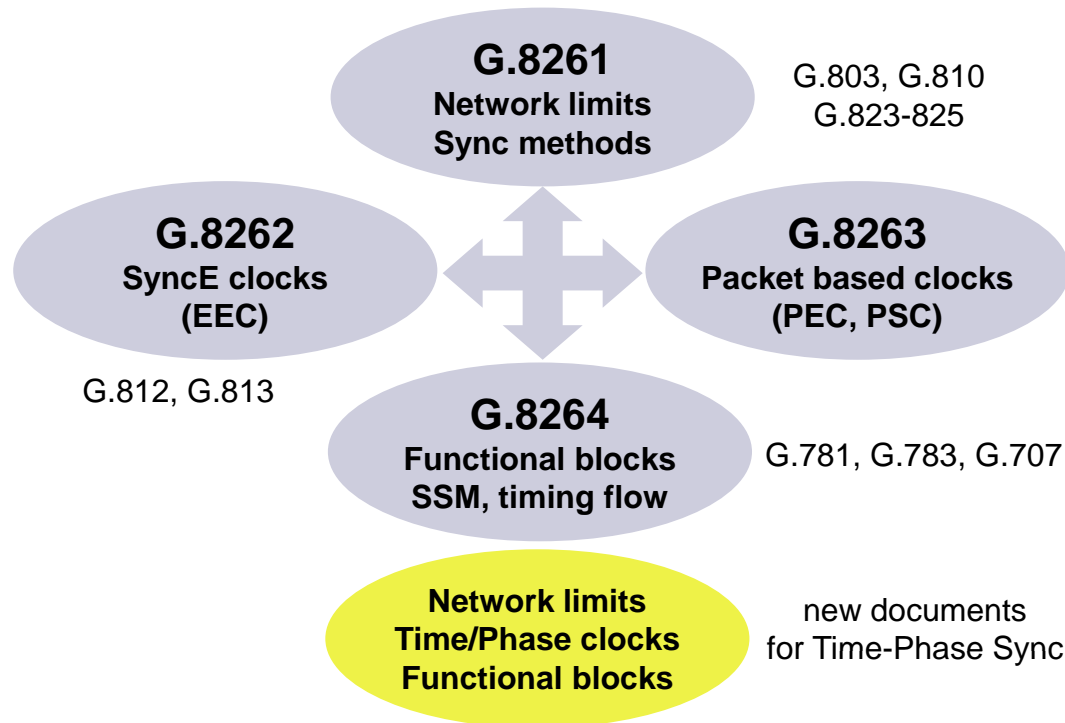 G.8261
Network limits
Sync methods
G.803, G.810
G.823-825
G.8262
SyncE clocks
(EEC)
G.8263
Packet based clocks
(PEC, PSC)
G.812, G.813
G.8264
Functional blocks
SSM, timing flow
G.781, G.783, G.707
Network limits
Time/Phase clocks
Functional blocks
new documents
for Time-Phase Sync